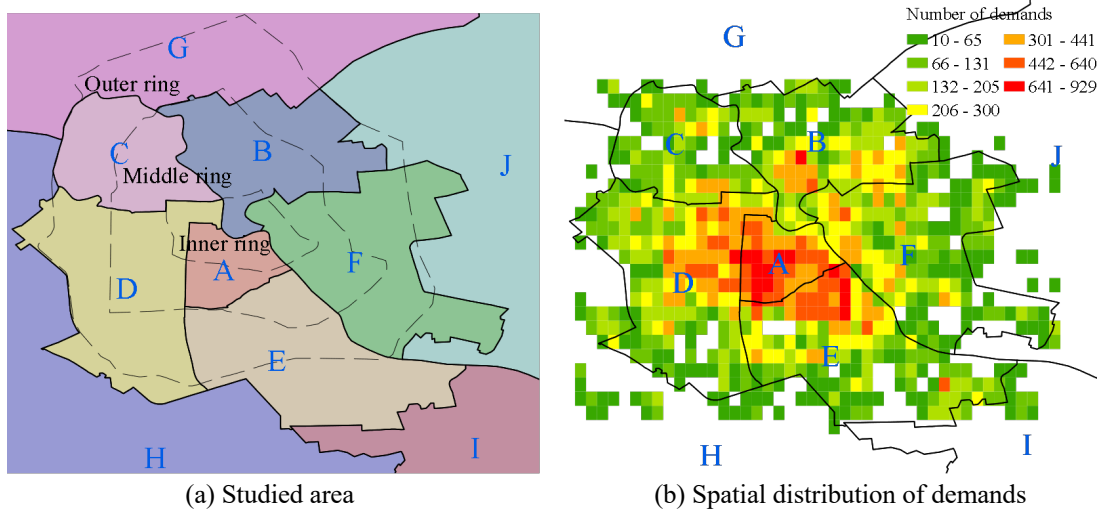 G
Outer ring
C
B
J
Middle ring
Inner ring
A
F
D
E
H
I
(a) Studied area
Number of demands
10 - 65
301 - 441
66 - 131
442 - 640
132 - 205
641 - 929
206 - 300
G
C
B
J
A
F
D
E
H
I
(b) Spatial distribution of demands